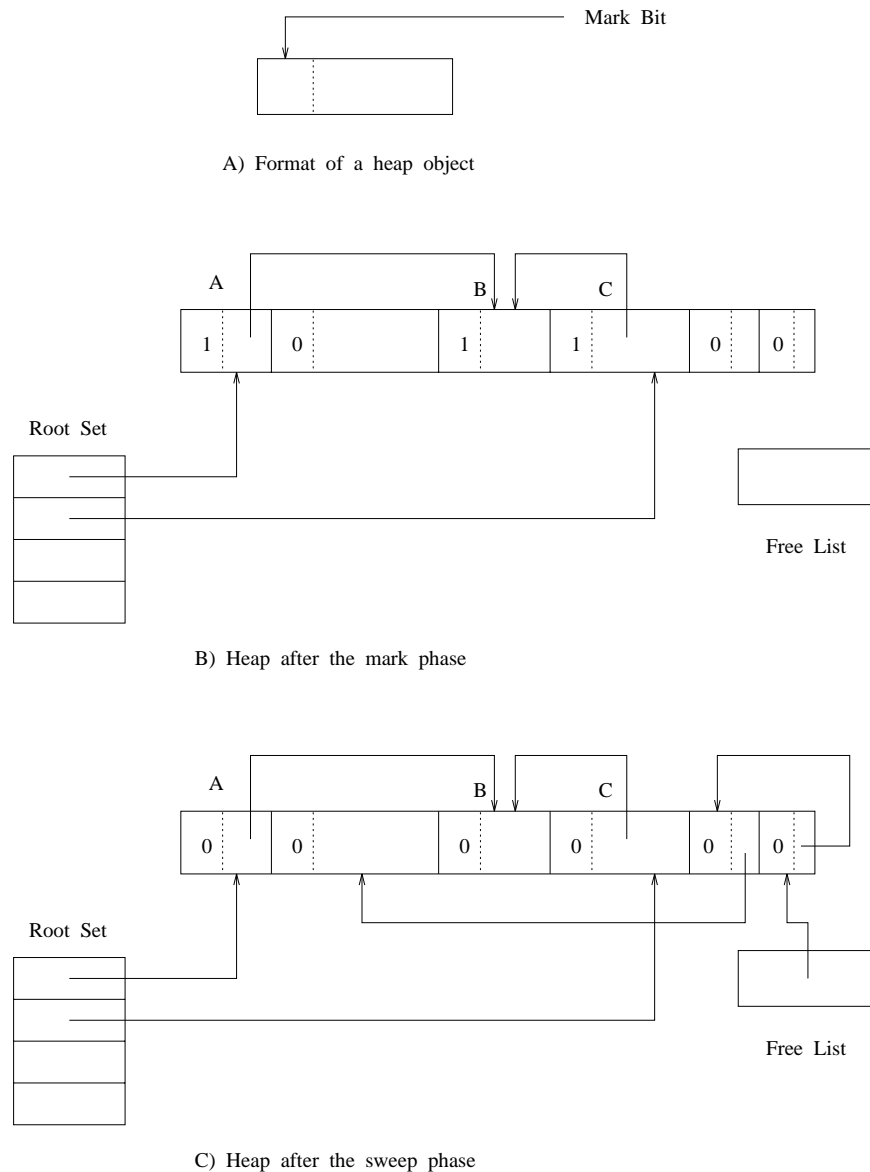 Mark Bit
A) Format of a heap object
A
B
C
1 0 1 1 0 0
Root Set
Free List
B) Heap after the mark phase
A
B
C
0 0 0 0 0 0
Root Set
Free List
C) Heap after the sweep phase